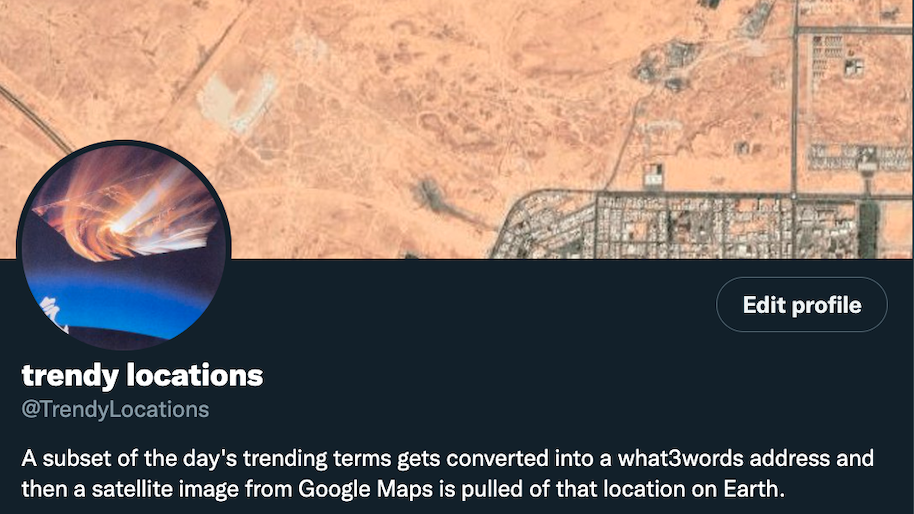 Edit profile
trendy locations
@TrendyLocations
A subset of the day's trending terms gets converted into a what3words address and
then a satellite image from Google Maps is pulled of that location on Earth.